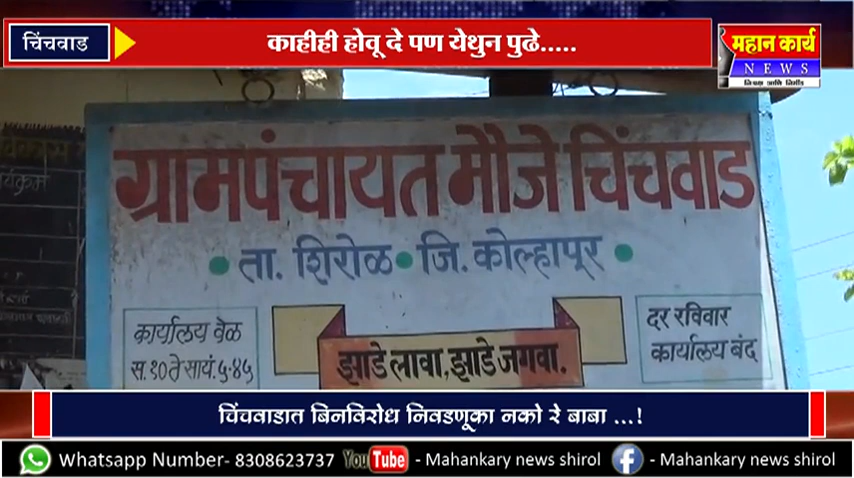 चिंचवाड
काहीही होवू दे पण येथुन पुढे.....
महान कार्य
NEWS
ग्रामपंचायत मौजे चिंचवाड
• ता. शिरोळ • जि. कोल्हापूर •
कार्यालय वेळ
स. १० ते सायं. ५.४५
झाडे लावा, झाडे जगवा.
दर रविवार
कार्यालय बंद
चिंचवाडात बिनविरोध निवडणूका नको रे बाबा ...!
Whatsapp Number- 8308623737 YouTube - Mahankary news shirol f - Mahankary news shirol